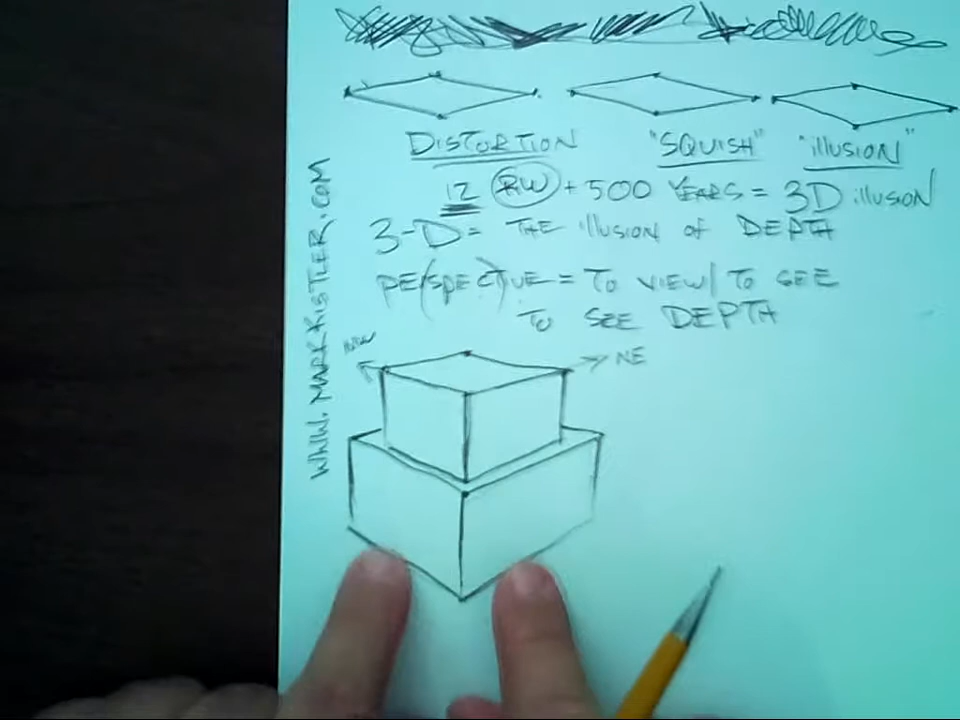 DISTORTION "SQUISH" "illUSION"
12 RW + 500 YEARS = 3D illUSION
3-D = THE illUSION OF DEPTH
PERSPECTIVE = TO VIEW/TO SEE
TO SEE DEPTH
NW
NE
WWW.MARKKISTLER.COM